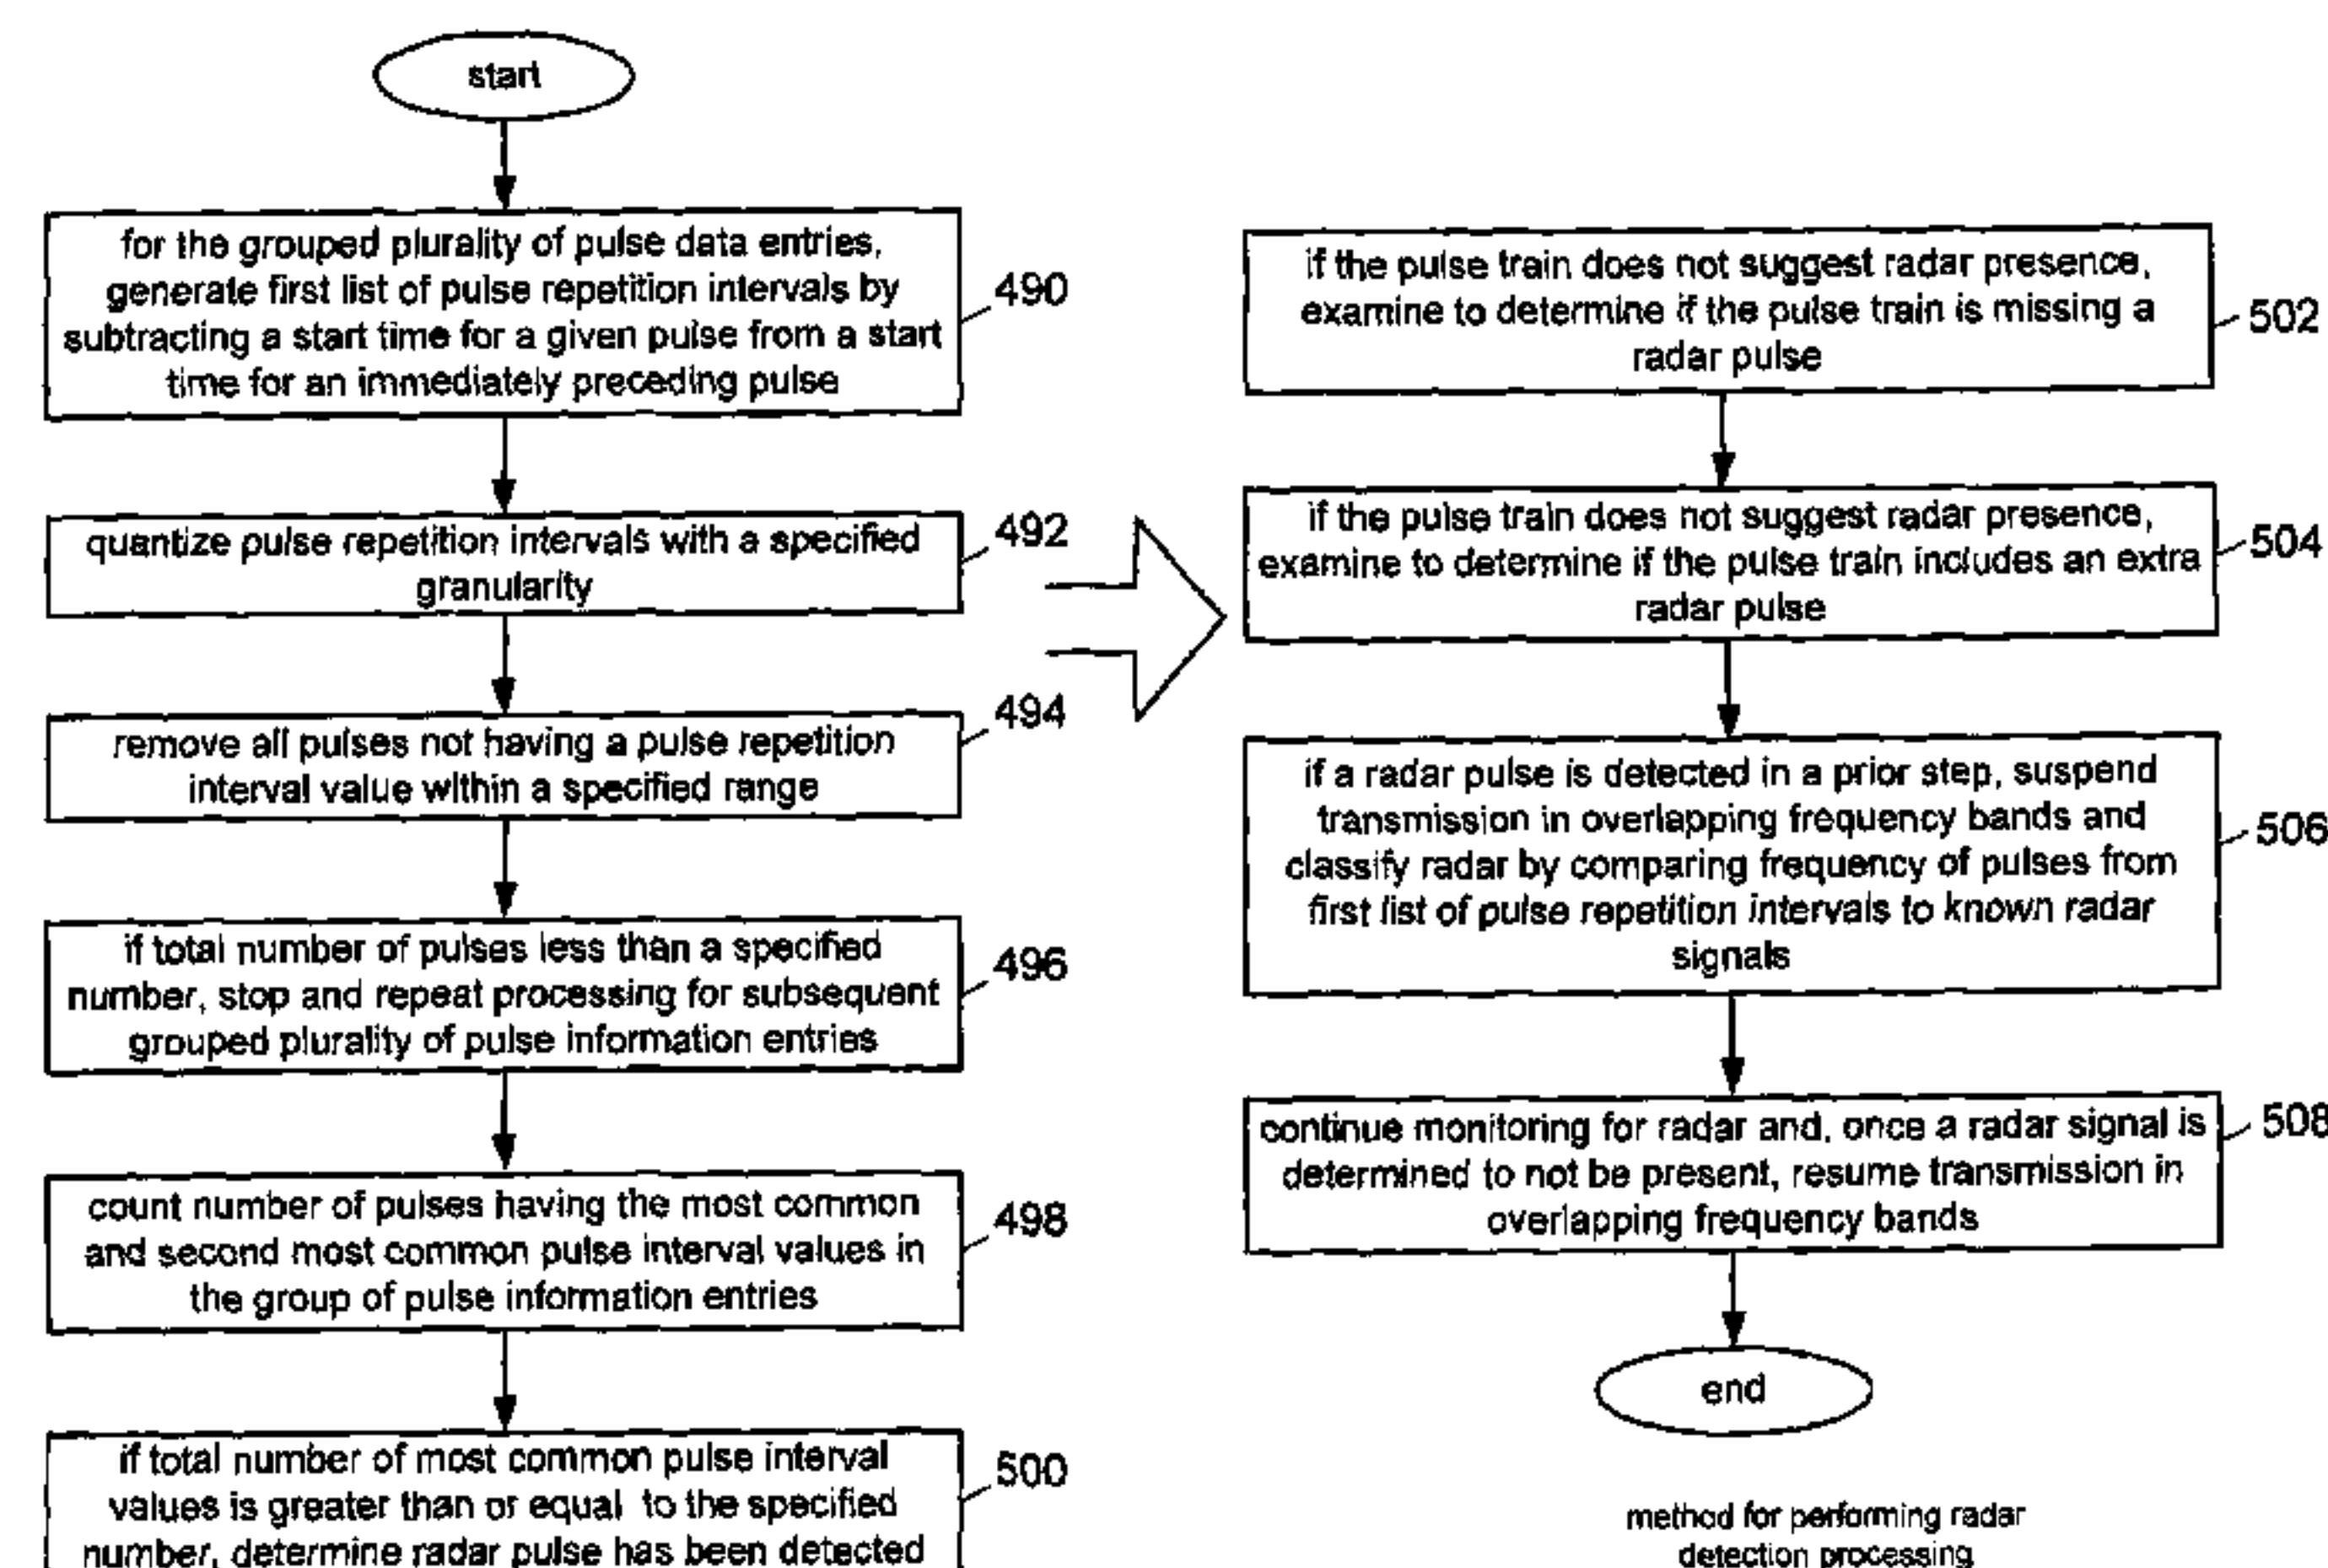 start
for the grouped plurality of pulse data entries,
generate first list of pulse repetition intervals by
subtracting a start time for a given pulse from a start
time for an immediately preceding pulse
490
quantize pulse repetition intervals with a specified
granularity
492
remove all pulses not having a pulse repetition
interval value within a specified range
494
if total number of pulses less than a specified
number, stop and repeat processing for subsequent
grouped plurality of pulse information entries
496
count number of pulses having the most common
and second most common pulse interval values in
the group of pulse information entries
498
if total number of most common pulse interval
values is greater than or equal to the specified
number, determine radar pulse has been detected
500
if the pulse train does not suggest radar presence,
examine to determine if the pulse train is missing a
radar pulse
502
if the pulse train does not suggest radar presence,
examine to determine if the pulse train includes an extra
radar pulse
504
if a radar pulse is detected in a prior step, suspend
transmission in overlapping frequency bands and
classify radar by comparing frequency of pulses from
first list of pulse repetition intervals to known radar
signals
506
continue monitoring for radar and, once a radar signal is
determined to not be present, resume transmission in
overlapping frequency bands
508
end
method for performing radar
detection processing